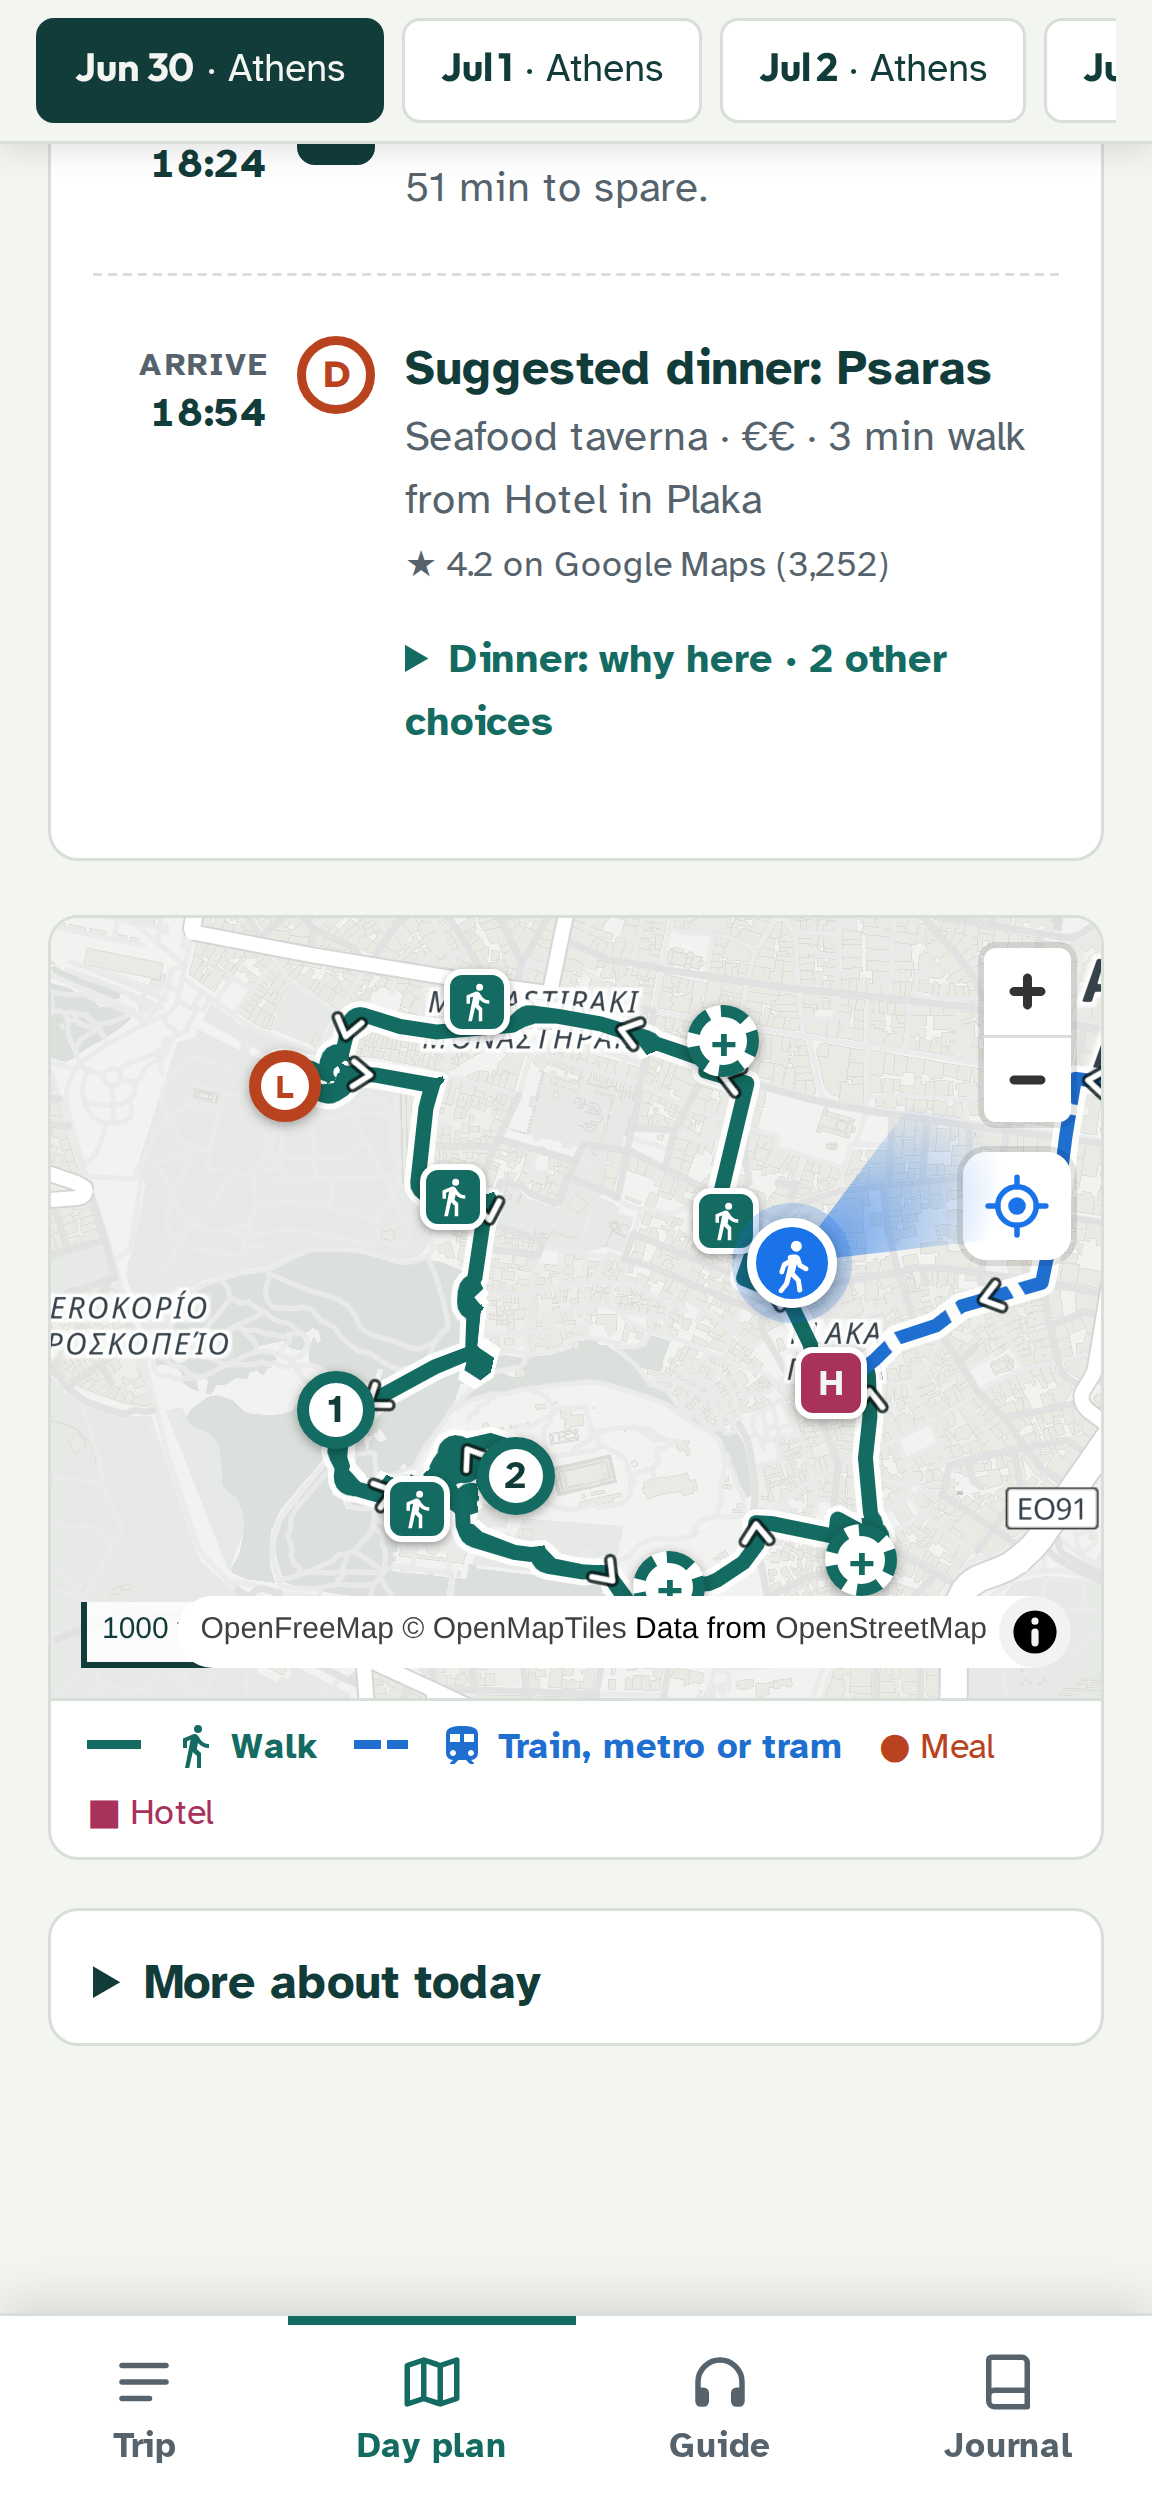 Jun 30 · Athens
Jul 1 · Athens
Jul 2 · Athens
18:24
51 min to spare.
ARRIVE
18:54
D
Suggested dinner: Psaras
Seafood taverna · €€ · 3 min walk
from Hotel in Plaka
★ 4.2 on Google Maps (3,252)
▶ Dinner: why here · 2 other
choices
L
+
−
EROKOPÍO
ΡΟΣΚΟΠΕΊΟ
H
1
2
EO91
1000
OpenFreeMap © OpenMapTiles Data from OpenStreetMap
Walk
Train, metro or tram
Meal
Hotel
▶ More about today
Trip
Day plan
Guide
Journal